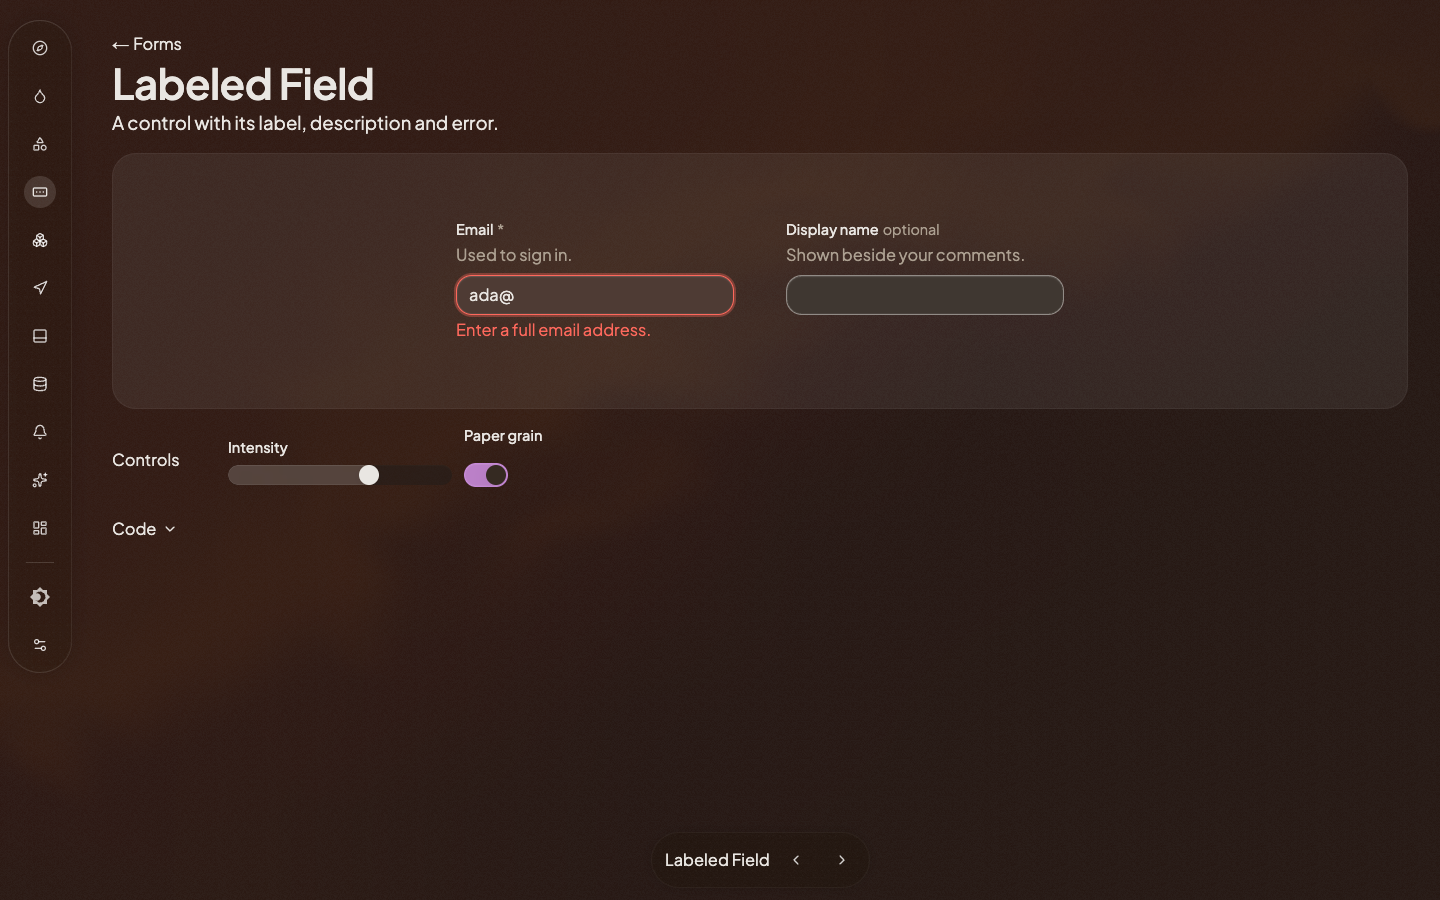 ← Forms
Labeled Field
A control with its label, description and error.
Email *
Used to sign in.
ada@
Enter a full email address.
Display name optional
Shown beside your comments.
Controls
Intensity
Paper grain
Code
Labeled Field